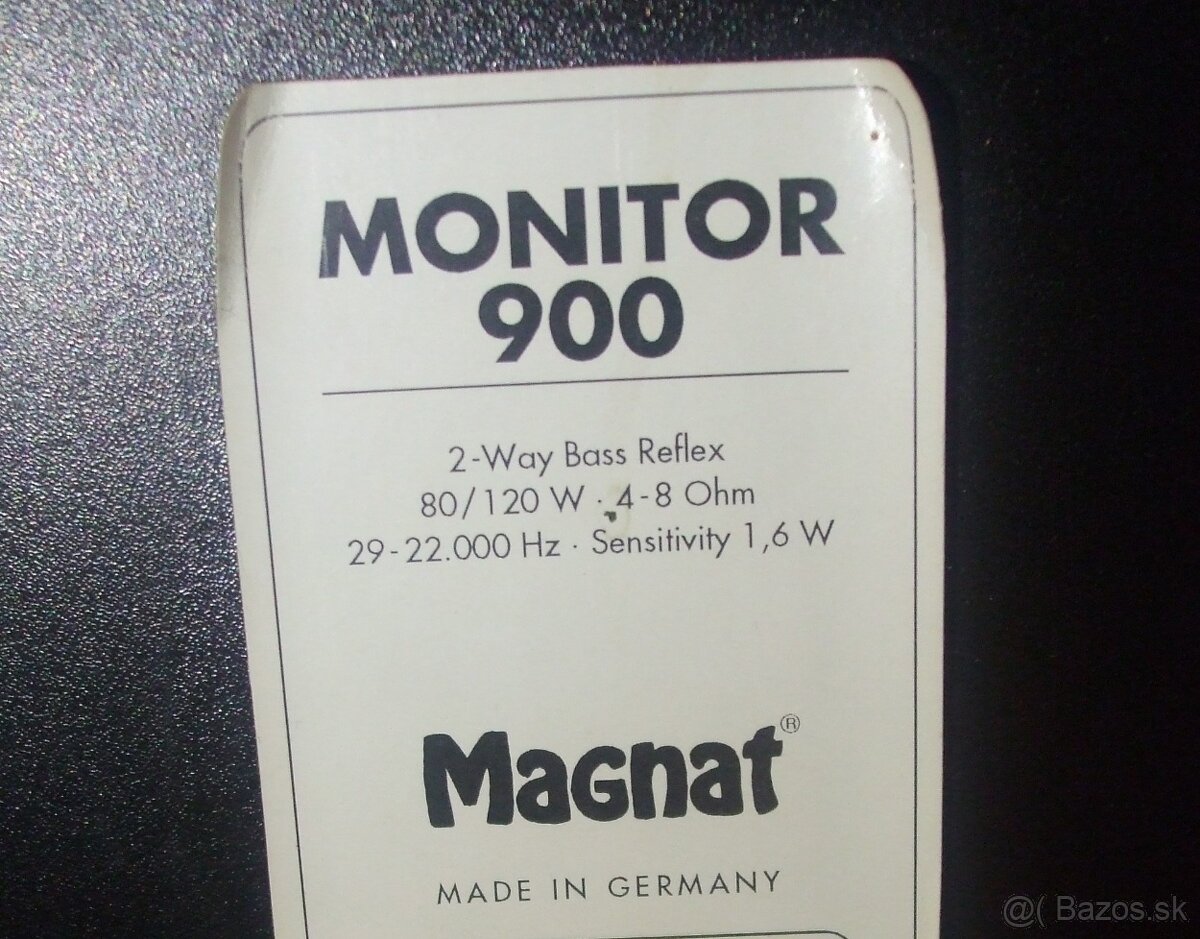 MONITOR
900
2-Way Bass Reflex
80/120 W · 4-8 Ohm
29-22.000 Hz · Sensitivity 1,6 W
Magnat®
MADE IN GERMANY
@( Bazos.sk